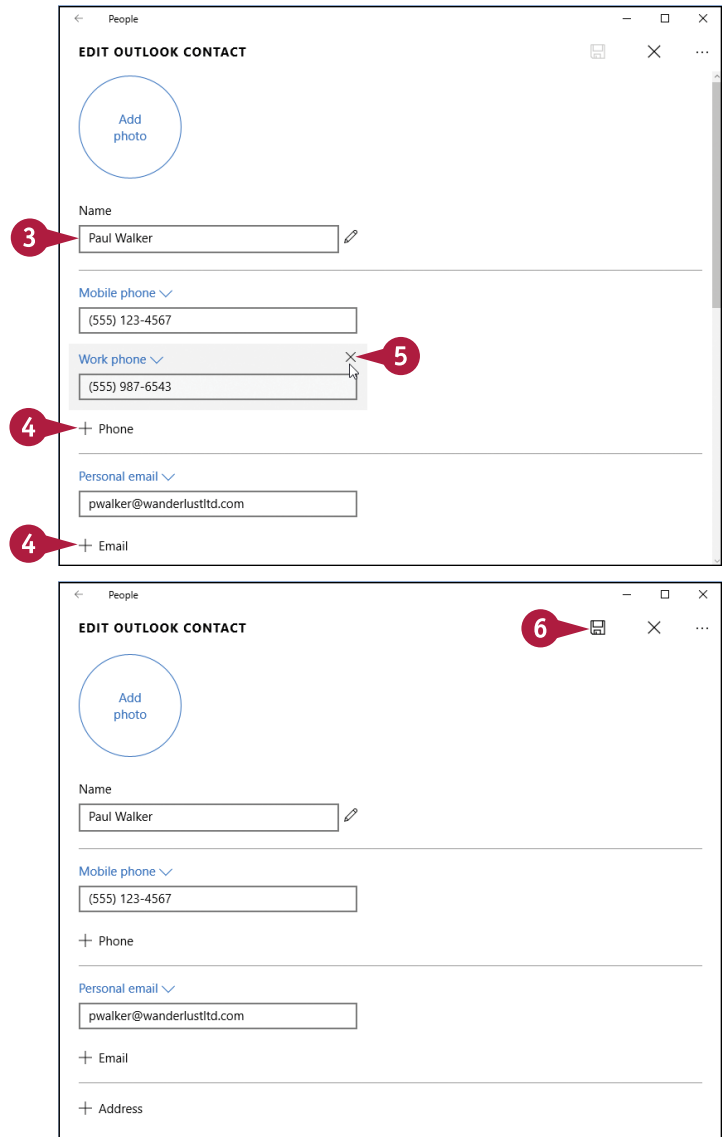 People
EDIT OUTLOOK CONTACT
Add
photo
Name
3
Paul Walker
Mobile phone
(555) 123-4567
Work phone
5
(555) 987-6543
4
Phone
Personal email
pwalker@wanderlustltd.com
4
Email
People
EDIT OUTLOOK CONTACT
6
Add
photo
Name
Paul Walker
Mobile phone
(555) 123-4567
Phone
Personal email
pwalker@wanderlustltd.com
Email
Address